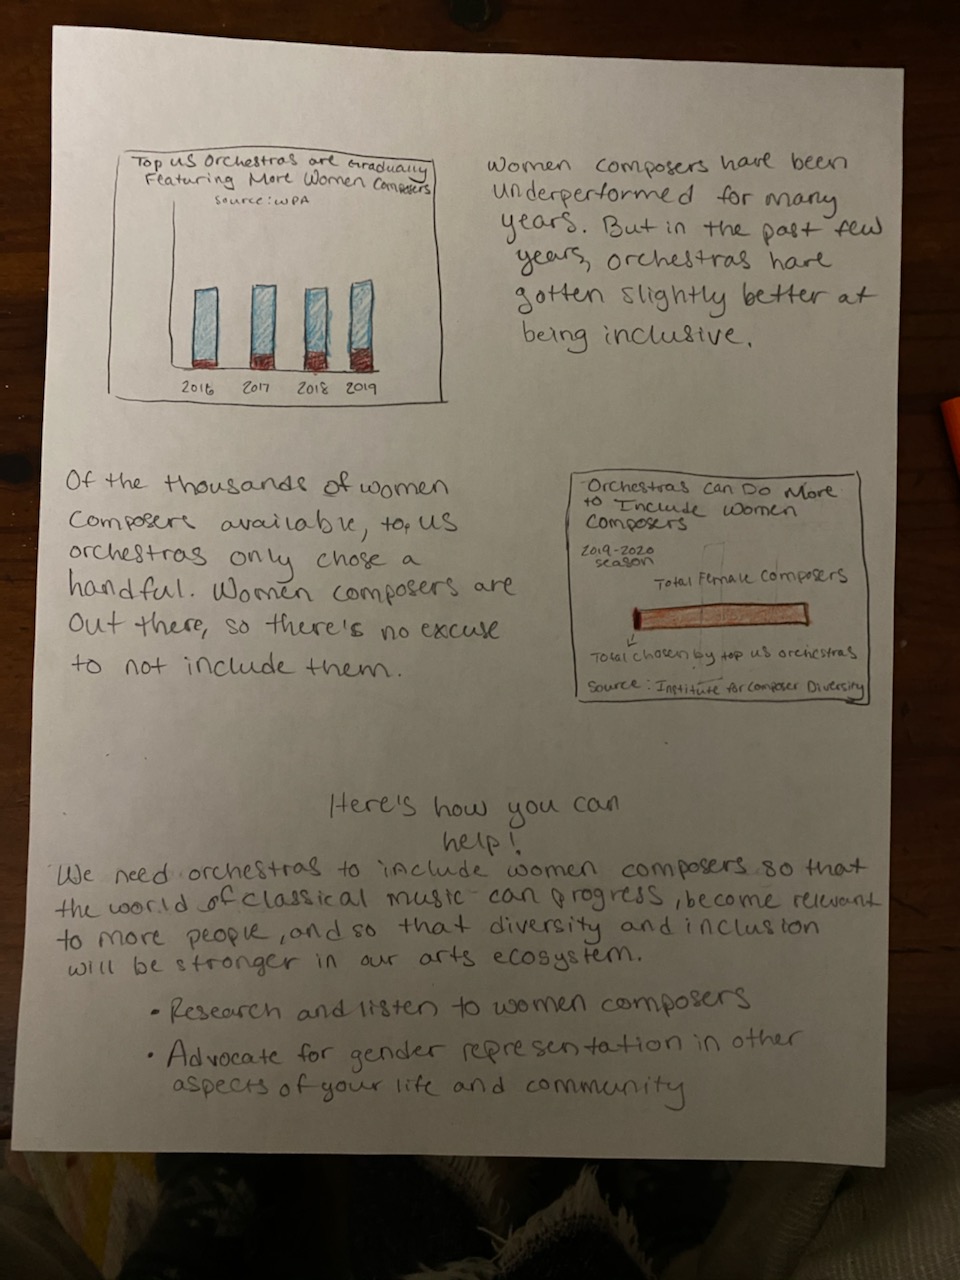 Top US Orchestras are Gradually
Featuring More Women Composers
Source: WPA
2016 2017 2018 2019
Women composers have been
underperformed for many
years. But in the past few
years, orchestras have
gotten slightly better at
being inclusive.
Of the thousands of women
composers available, top US
orchestras only chose a
handful. Women composers are
out there, so there's no excuse
to not include them.
Orchestras Can Do More
to Include Women
Composers
2019-2020
season
Total Female Composers
Total chosen by top US orchestras
Source: Institute for Composer Diversity
Here's how you can
help!
We need orchestras to include women composers so that
the world of classical music can progress, become relevant
to more people, and so that diversity and inclusion
will be stronger in our arts ecosystem.
• Research and listen to women composers
• Advocate for gender representation in other
aspects of your life and community